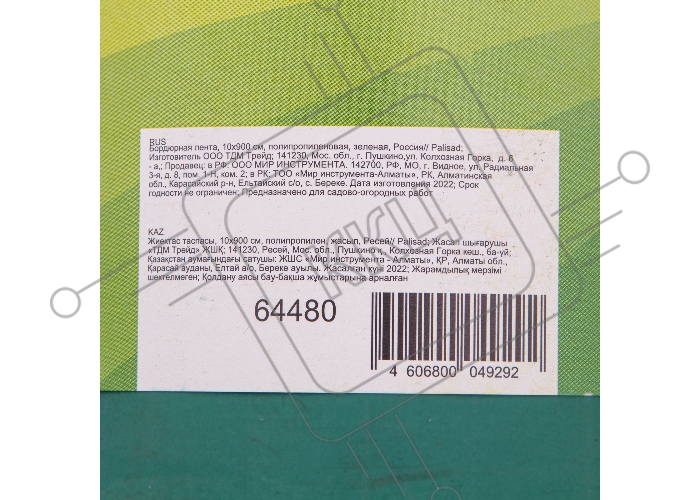 RUS
Бордюрная лента, 10х900 см, полипропиленовая, зеленая, Россия// Palisad;
Изготовитель ООО ТДМ Трейд; 141230, Мос. обл., г. Пушкино,ул. Колхозная Горка, д. 6
- а,; Продавец: в РФ: ООО МИР ИНСТРУМЕНТА. 142700, РФ, МО, г. Видное, ул. Радиальная
3-я, д. 8, пом. I-Н, ком. 2; в РК: ТОО «Мир инструмента-Алматы», РК, Алматинская
обл., Карагайский р-н, Ельтайский с/о, с. Береке. Дата изготовления 2022; Срок
годности не ограничен; Предназначено для садово-огородных работ
KAZ
Жиектас таспасы, 10х900 см, полипропилен, жасыл, Ресей// Palisad; Жасап шығарушы
«ТДМ Трейд» ЖШҚ; 141230, Ресей, Мос. обл., Пушкино қ., Колхозная Горка көш., 6а-үй;
Қазақстан аумағындағы сатушы: ЖШС «Мир инструмента - Алматы», ҚР, Алматы обл.,
Қарасай ауданы, Елтай а/о, Береке ауылы. Жасалған күні 2022; Жарамдылық мерзімі
шектелмеген; Қолдану аясы бау-бақша жұмыстарына арналған
64480
4 606800 049292
НКЦ